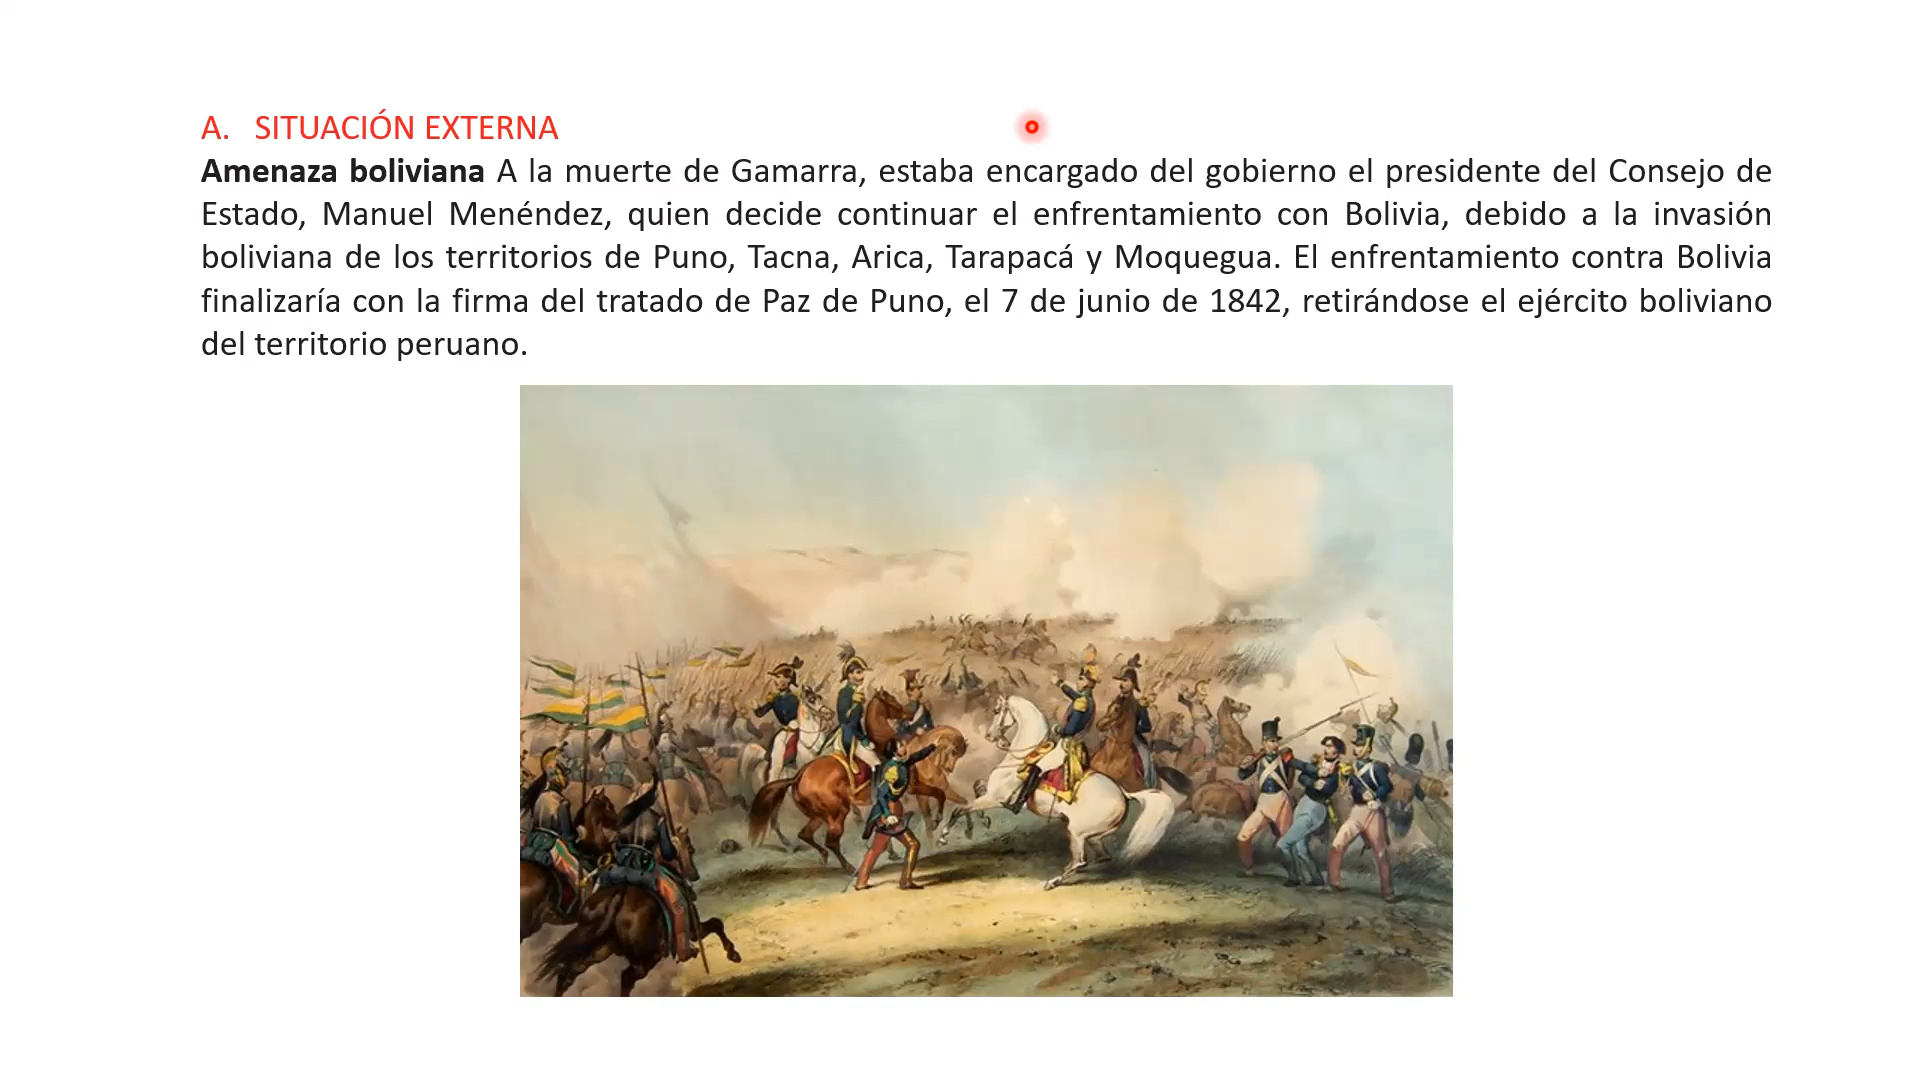 A. SITUACIÓN EXTERNA
Amenaza boliviana A la muerte de Gamarra, estaba encargado del gobierno el presidente del Consejo de
Estado, Manuel Menéndez, quien decide continuar el enfrentamiento con Bolivia, debido a la invasión
boliviana de los territorios de Puno, Tacna, Arica, Tarapacá y Moquegua. El enfrentamiento contra Bolivia
finalizaría con la firma del tratado de Paz de Puno, el 7 de junio de 1842, retirándose el ejército boliviano
del territorio peruano.